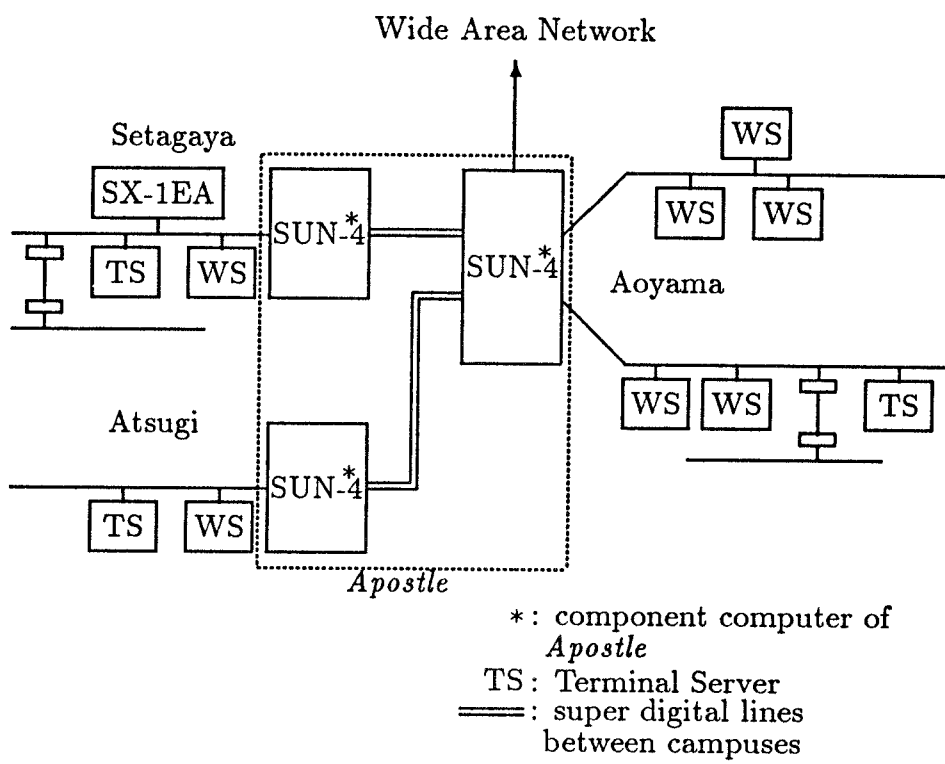 Wide Area Network
Setagaya
WS
SX-1EA
SUN-4*
SUN-4*
WS
WS
TS
WS
Aoyama
WS
WS
TS
Atsugi
SUN-4*
TS
WS
Apostle
*: component computer of
Apostle
TS: Terminal Server
: super digital lines
between campuses